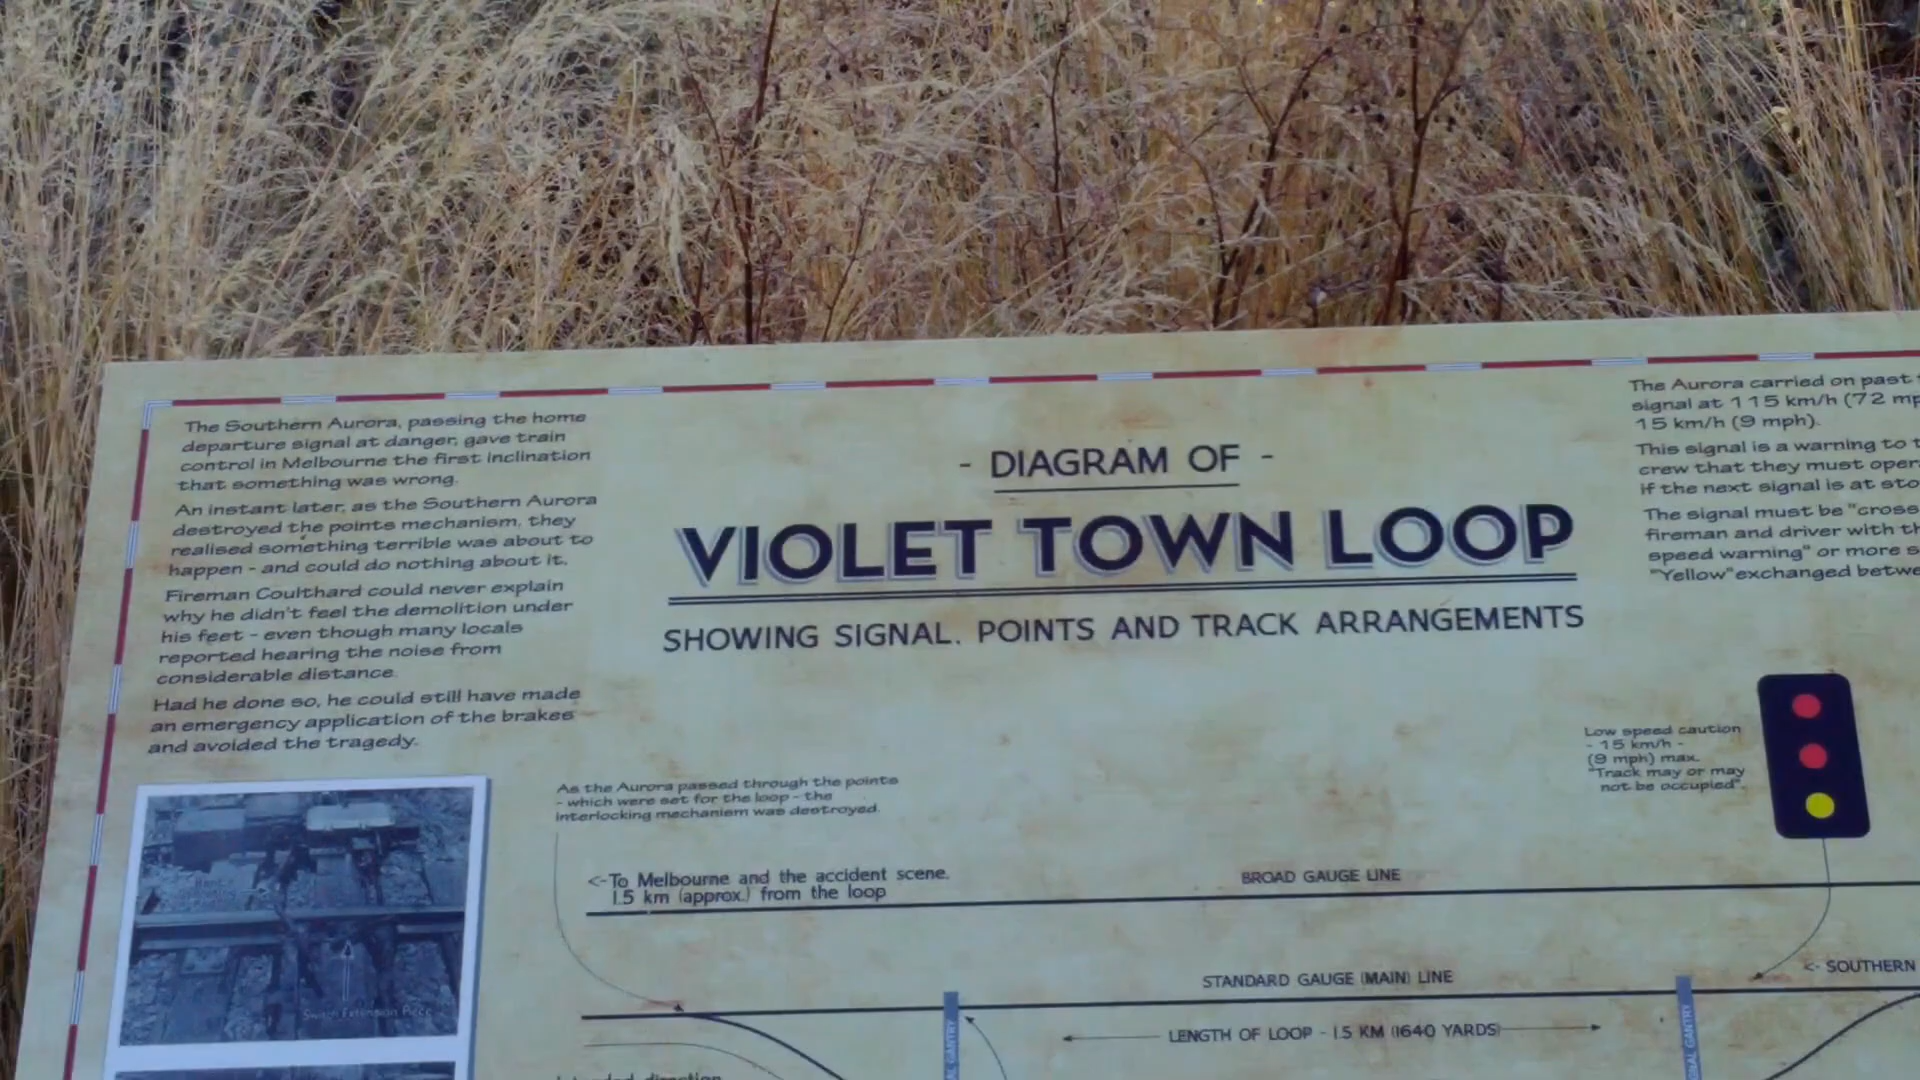 The Southern Aurora, passing the home
departure signal at danger, gave train
control in Melbourne the first inclination
that something was wrong.
An instant later, as the Southern Aurora
destroyed the points mechanism, they
realised something terrible was about to
happen - and could do nothing about it.
Fireman Coulthard could never explain
why he didn't feel the demolition under
his feet - even though many locals
reported hearing the noise from
considerable distance.
Had he done so, he could still have made
an emergency application of the brakes
and avoided the tragedy.
- DIAGRAM OF -
VIOLET TOWN LOOP
SHOWING SIGNAL, POINTS AND TRACK ARRANGEMENTS
The Aurora carried on past
signal at 115 km/h (72
15 km/h (9 mph).
This signal is a warning to
crew that they must
if the next signal is at
The signal must be
fireman and driver with
speed warning" or more
"Yellow" exchanged
Low speed caution
- 15 km/h -
(9 mph) max.
"Track may or may
not be occupied".
As the Aurora passed through the points
- which were set for the loop - the
interlocking mechanism was destroyed.
<-To Melbourne and the accident scene.
1.5 km (approx.) from the loop
BROAD GAUGE LINE
STANDARD GAUGE (MAIN) LINE
<- SOUTHERN
LENGTH OF LOOP - 1.5 KM (1640 YARDS)
GANTRY
GANTRY
Switch Extension Piece
direction